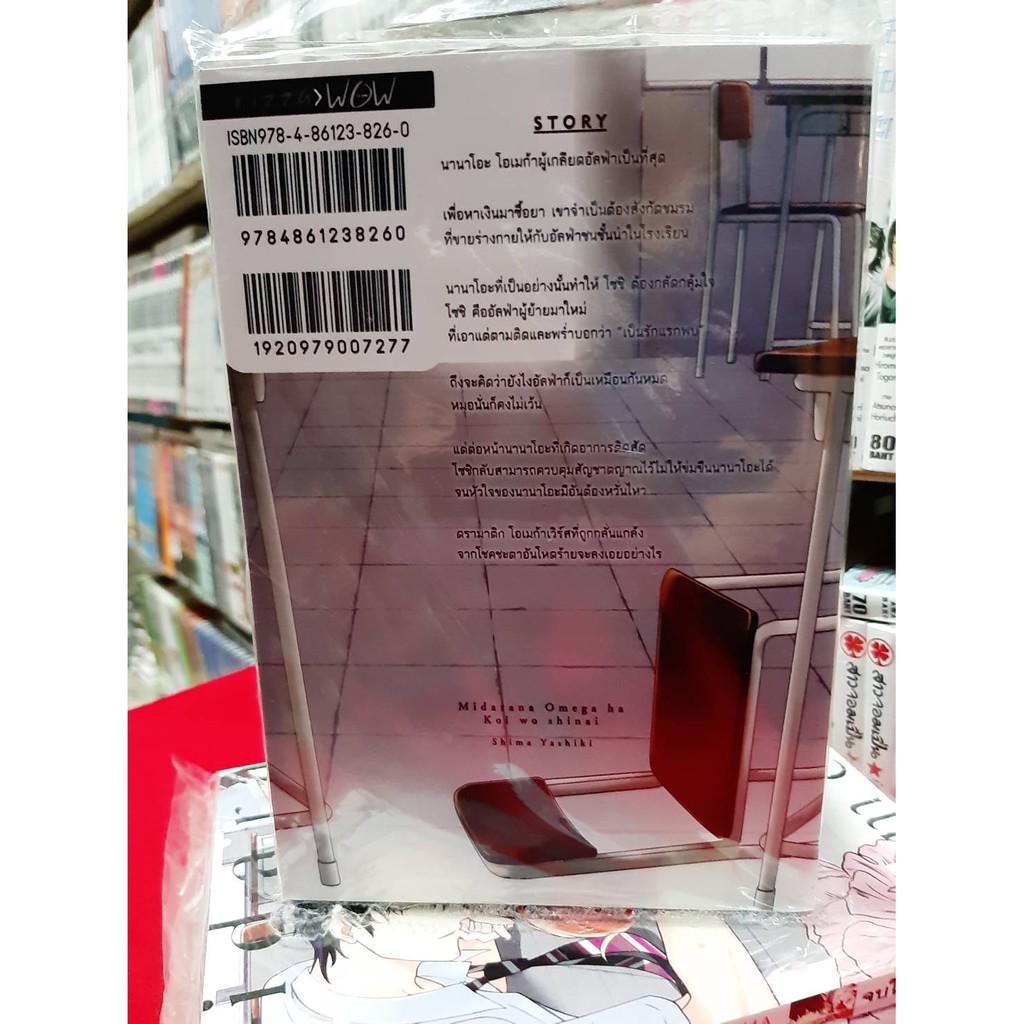 WOW
ISBN978-4-86123-826-0
9784861238260
1920979007277
STORY
นานาโอะ โอเมก้าผู้เกลียดอัลฟ่าเป็นที่สุด
เพื่อหาเงินมาซื้อยา เขาจำเป็นต้องสังกัดชมรม
ที่ขายร่างกายให้กับอัลฟ่าชนชั้นนำในโรงเรียน
นานาโอะที่เป็นอย่างนั้นทำให้ โซชิ ต้องกลัดกลุ้มใจ
โซชิ คืออัลฟ่าผู้ย้ายมาใหม่
ที่เอาแต่ตามติดและพร่ำบอกว่า "เป็นรักแรกพบ"
ถึงจะคิดว่ายังไงอัลฟ่าก็เป็นเหมือนกันหมด
หมอนั่นก็คงไม่เว้น
แต่ต่อหน้านานาโอะที่เกิดอาการติดสัด
โซชิกลับสามารถควบคุมสัญชาตญาณไว้ไม่ให้ข่มขืนนานาโอะได้
จนหัวใจของนานาโอะมีอันต้องหวั่นไหว...
ดราม่าติก โอเมก้าเวิร์สที่ถูกกลั่นแกล้ง
จากโชคชะตาอันโหดร้ายจะลงเอยอย่างไร
Midarana Omega ha
Koi wo shinai
Shima Yashiki
80
BAHT
70
BAHT
สาวจอมเปิ่น
สาวจอมเปิ่น